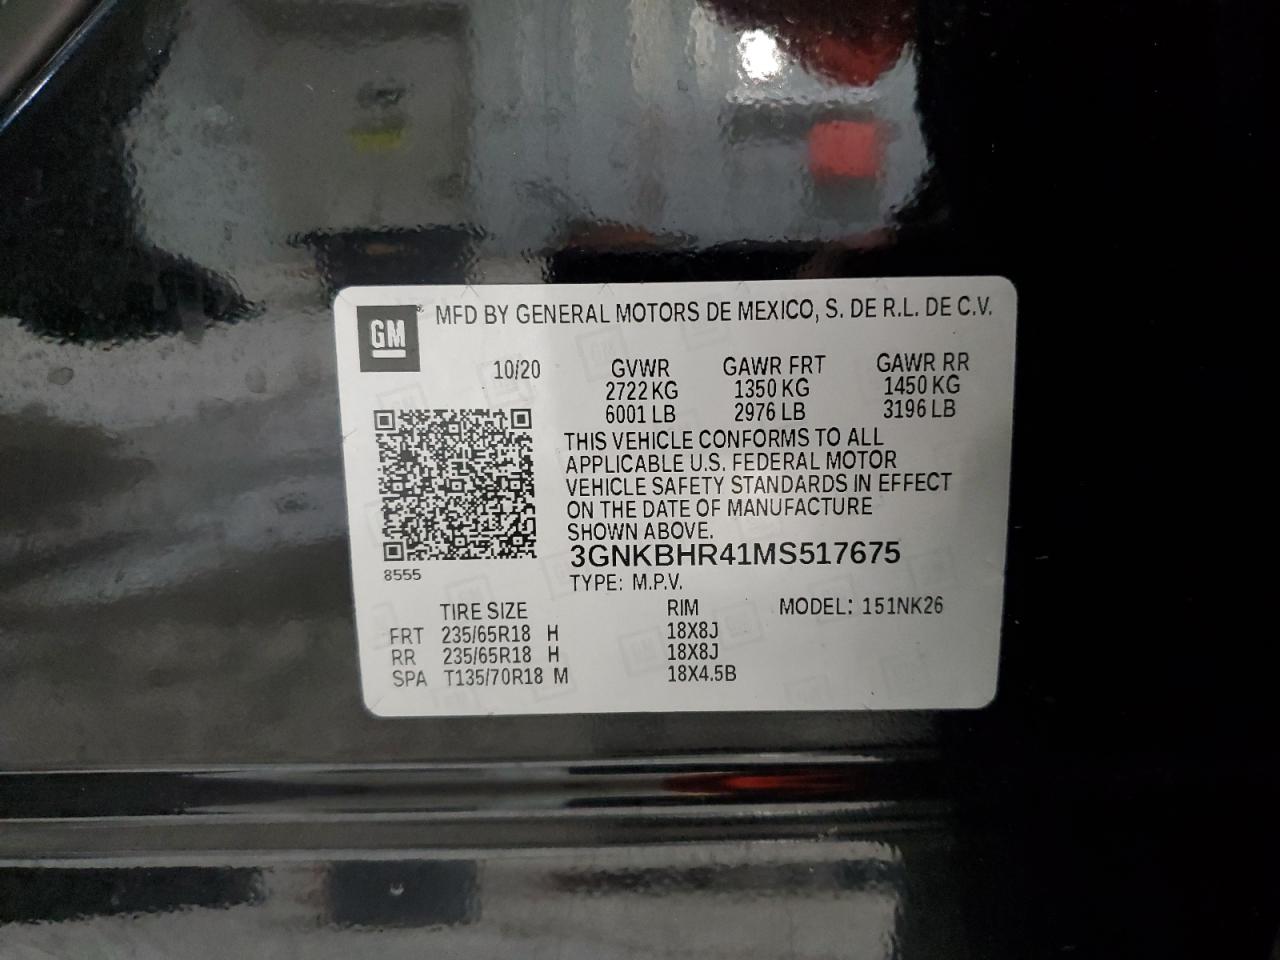 GM MFD BY GENERAL MOTORS DE MEXICO, S. DE R.L. DE C.V.
10/20 GVWR GAWR FRT GAWR RR
2722 KG 1350 KG 1450 KG
6001 LB 2976 LB 3196 LB
THIS VEHICLE CONFORMS TO ALL
APPLICABLE U.S. FEDERAL MOTOR
VEHICLE SAFETY STANDARDS IN EFFECT
ON THE DATE OF MANUFACTURE
SHOWN ABOVE.
3GNKBHR41MS517675
8555
TYPE: M.P.V.
TIRE SIZE RIM MODEL: 151NK26
FRT 235/65R18 H 18X8J
RR 235/65R18 H 18X8J
SPA T135/70R18 M 18X4.5B